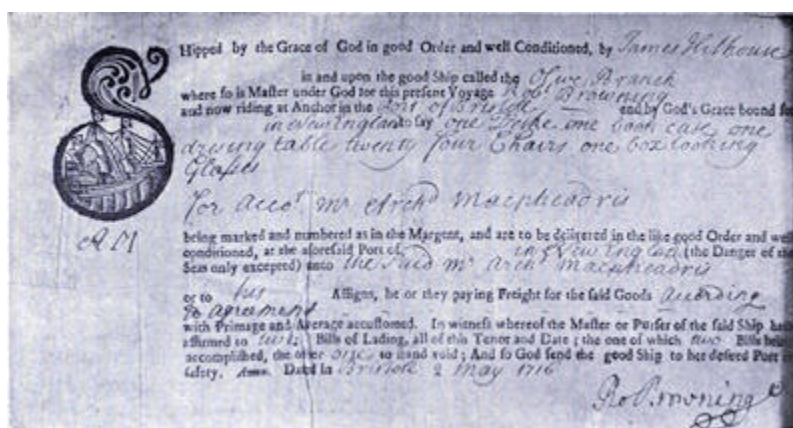 Shipped by the Grace of God in good Order and well Conditioned, by James Hilhouse
in and upon the good Ship called the Olive Branch
where so is Master under God for this present Voyage Robt Browning
and now riding at Anchor in the Port of Bristoll and by God's Grace bound for
in New England to say one one book case one
table twenty four Chairs one box looking
Glasses
for Accot. Mr Archd Macpheadris
AM
being marked and numbered as in the Margent, and are to be delivered in the like good Order and well
conditioned, at the aforesaid Port of, in New England (the Danger of the
Seas only excepted) unto the said Mr Archd Macpheadris
or to his Assigns, he or they paying Freight for the said Goods according
to agreement
with Primage and Average accustomed. In witness whereof the Master or Purser of the said Ship hath
affirmed to Bills of Lading, all of this Tenor and Date; the one of which two Bills being
accomplished, the other one to stand void; And so God send the good Ship to her desired Port in
safety. Amen. Dated in Bristoll 2 May 1716
Ro Browning